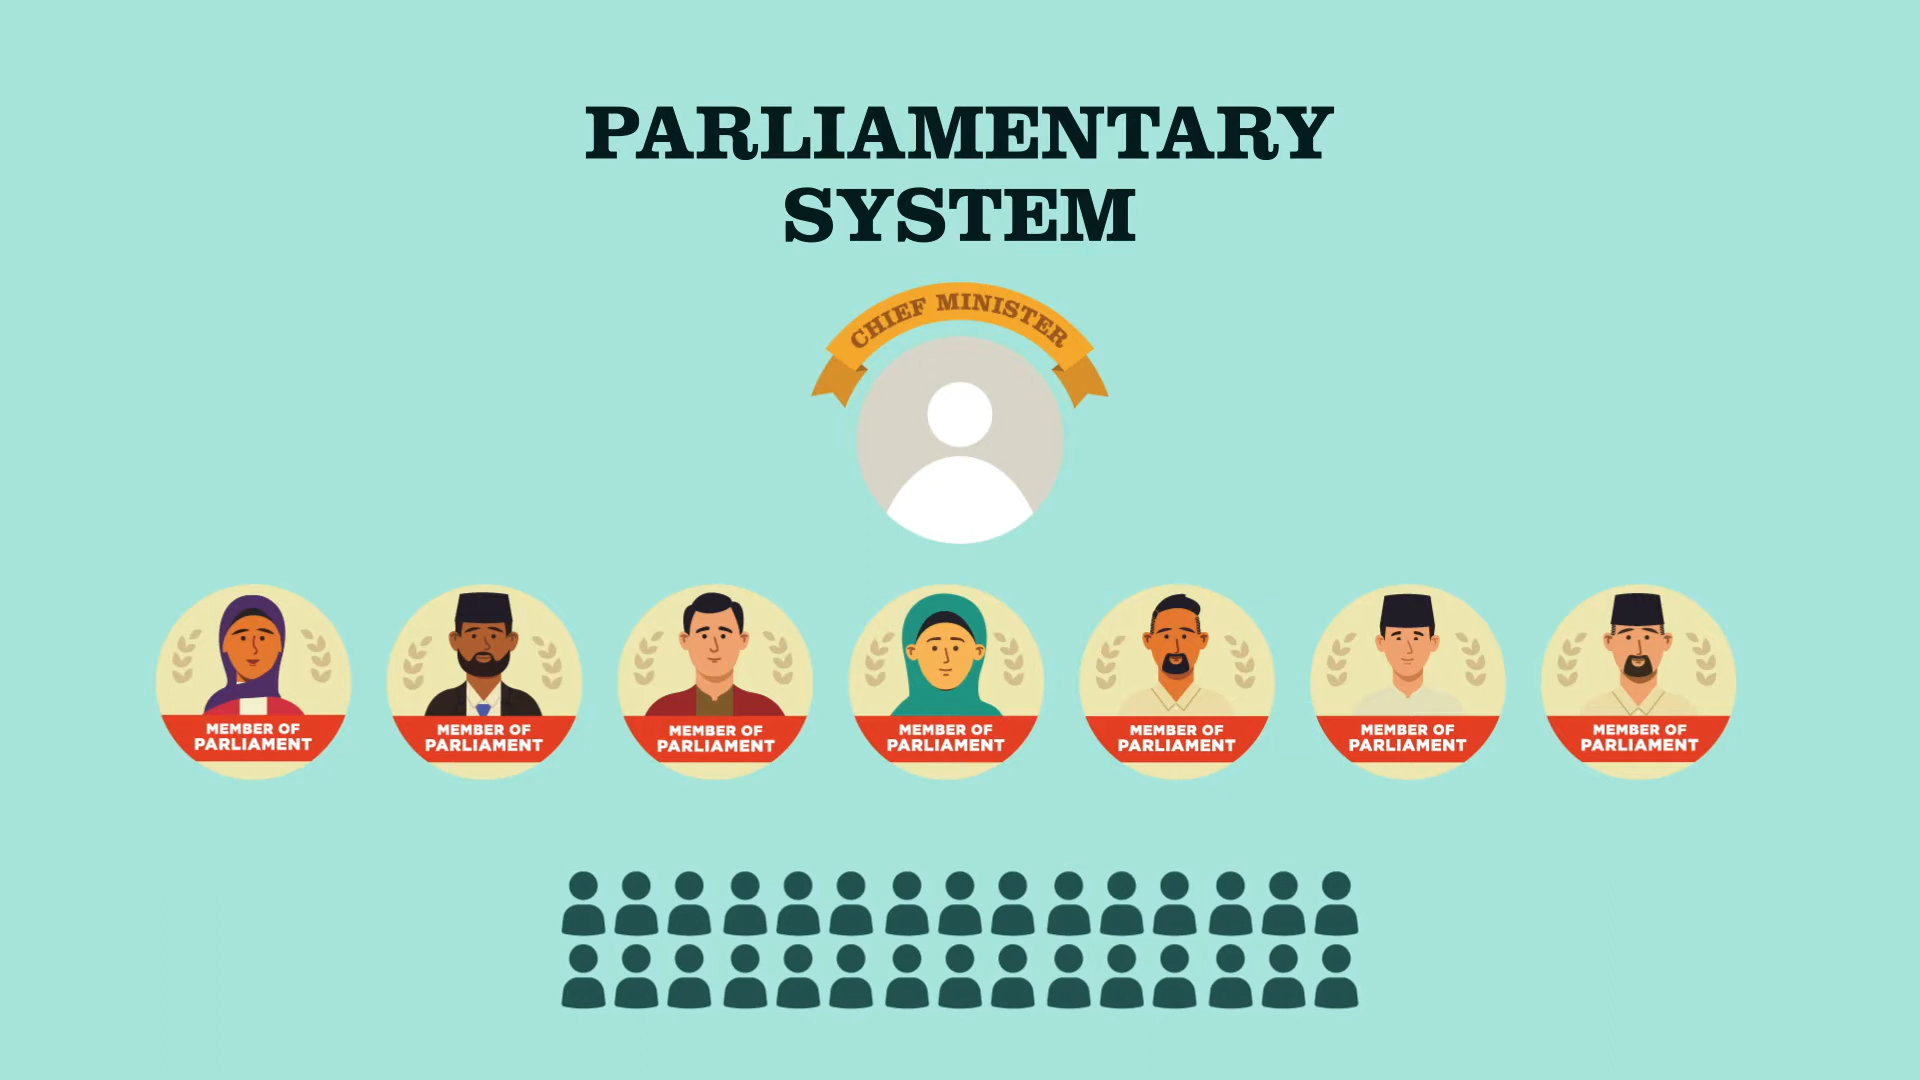 PARLIAMENTARY
SYSTEM
CHIEF MINISTER
MEMBER OF
PARLIAMENT
MEMBER OF
PARLIAMENT
MEMBER OF
PARLIAMENT
MEMBER OF
PARLIAMENT
MEMBER OF
PARLIAMENT
MEMBER OF
PARLIAMENT
MEMBER OF
PARLIAMENT